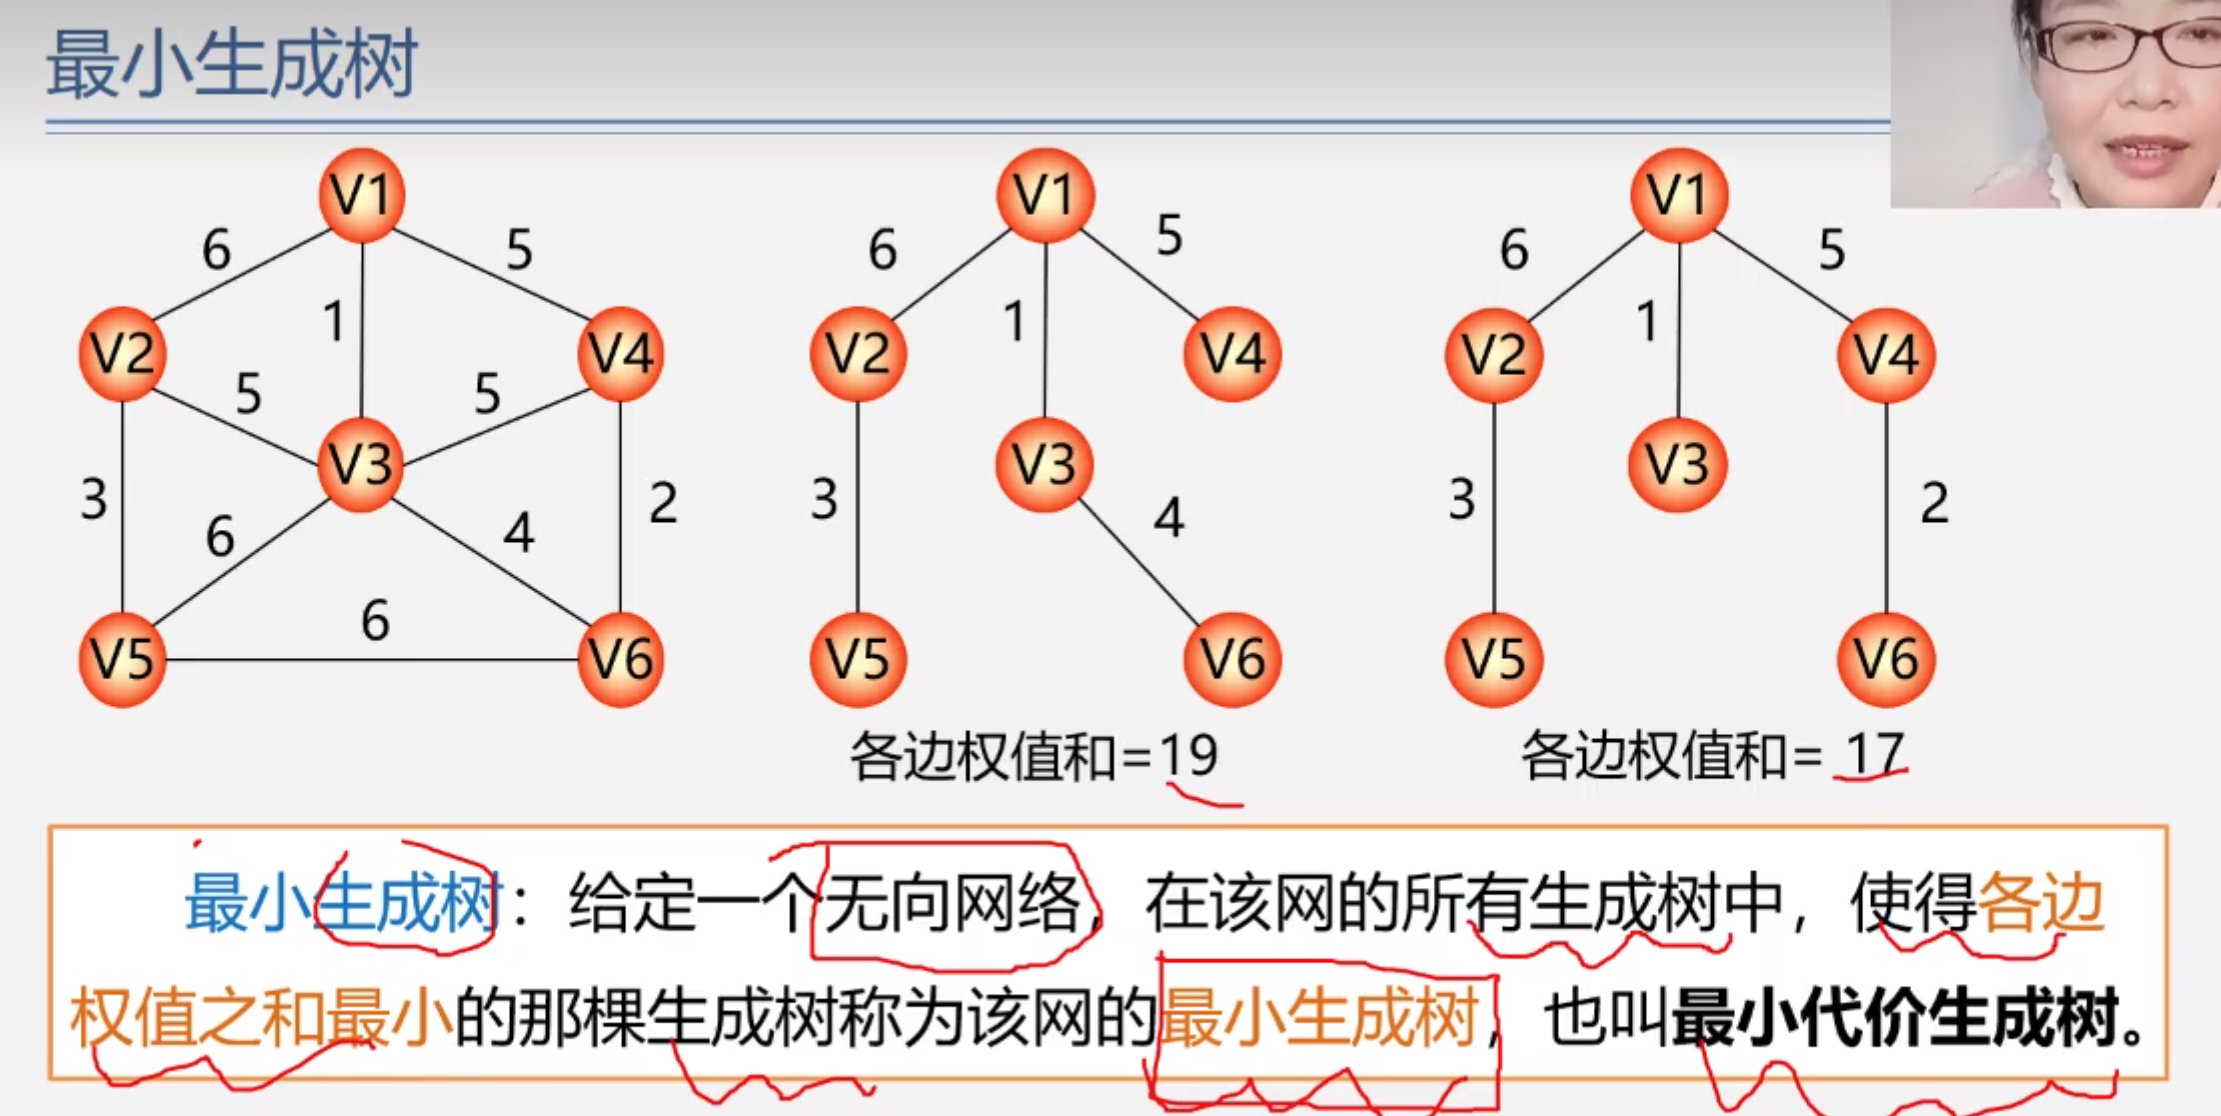 最小生成树
V1 V1 V1
6 5 6 5 6 5
1 1 1
V2 V4 V2 V4 V2 V4
5 5
V3 V3 V3
3 2 3 4 3 2
6 4
6
V5 V6 V5 V6 V5 V6
各边权值和=19 各边权值和= 17
最小生成树：给定一个无向网络，在该网的所有生成树中，使得各边
权值之和最小的那棵生成树称为该网的最小生成树，也叫最小代价生成树。